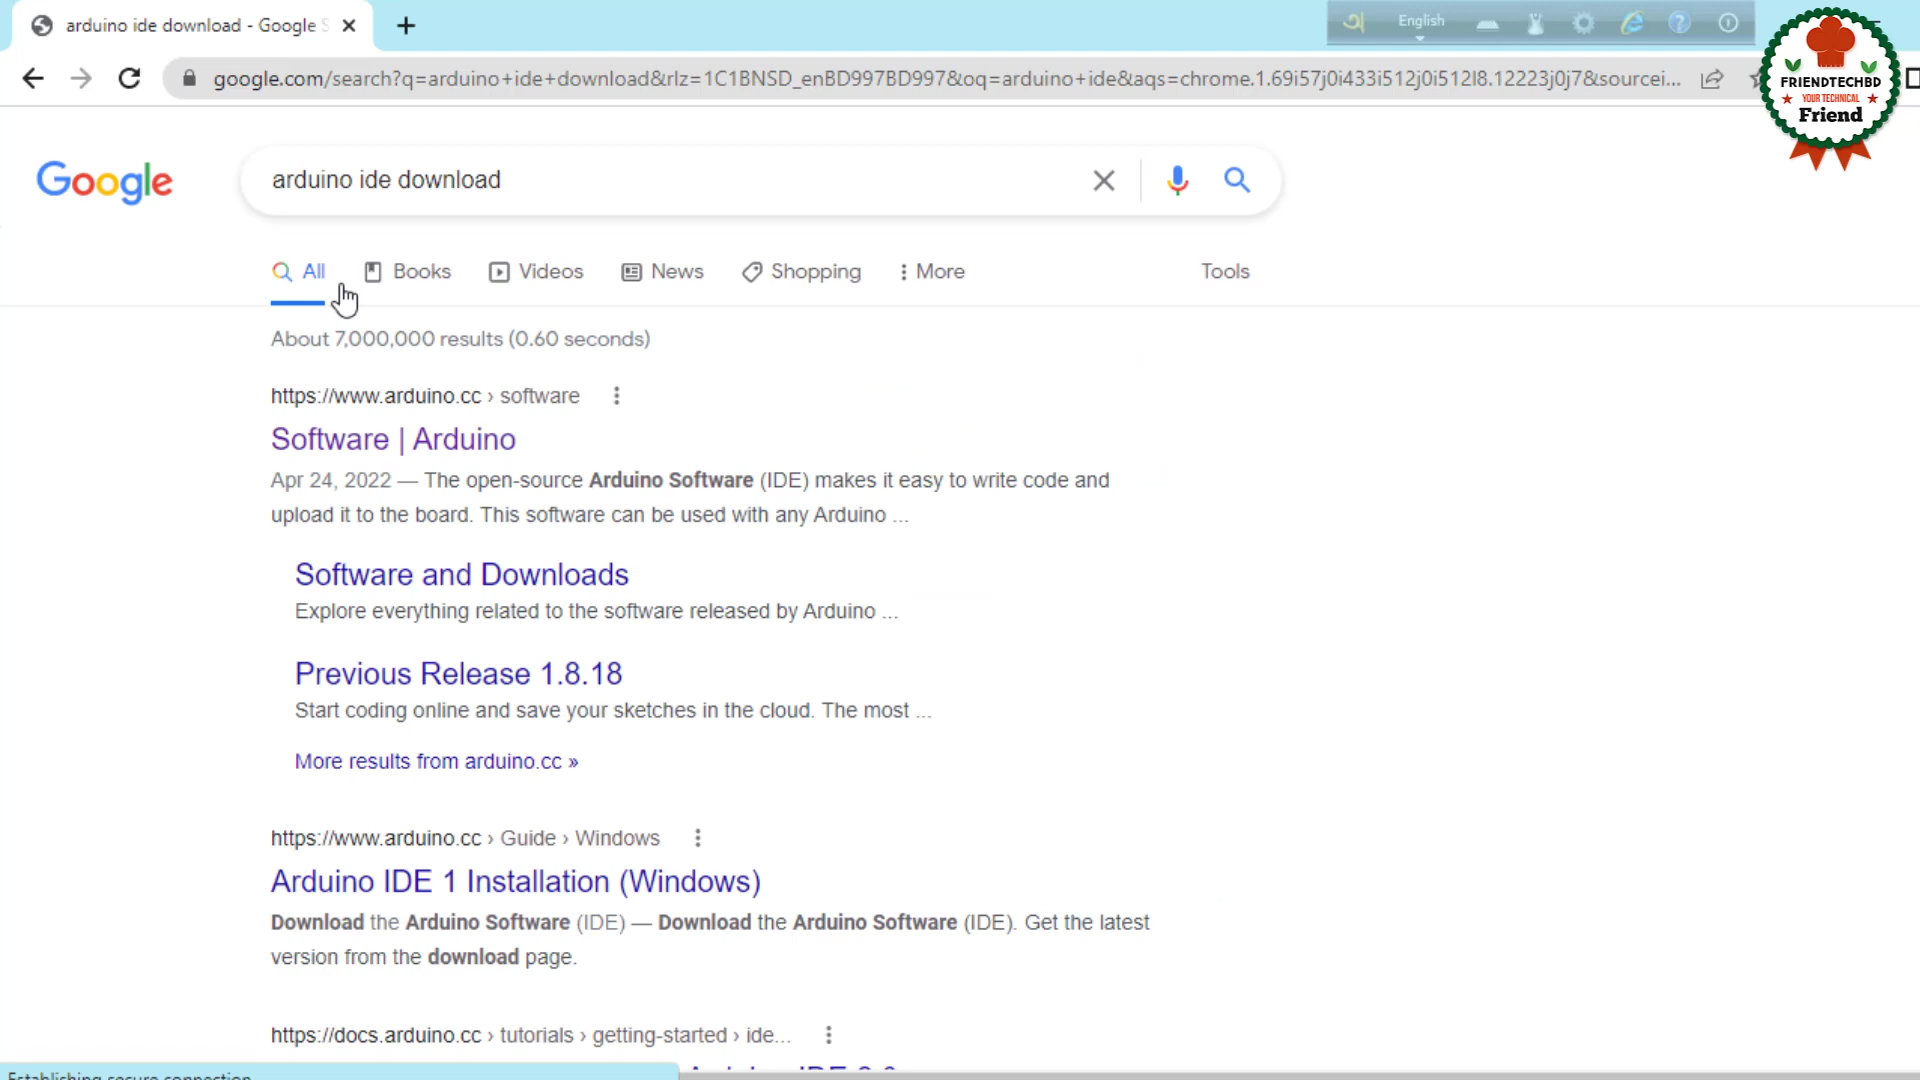 arduino ide download - Google S
English
google.com/search?q=arduino+ide+download&rlz=1C1BNSD_enBD997BD997&oq=arduino+ide&aqs=chrome.1.69i57j0i433i512j0i512l8.12223j0j7&sourcei...
FRIENDTECHBD
YOUR TECHNICAL
Friend
Google
arduino ide download
All
Books
Videos
News
Shopping
More
Tools
About 7,000,000 results (0.60 seconds)
https://www.arduino.cc › software
Software | Arduino
Apr 24, 2022 — The open-source Arduino Software (IDE) makes it easy to write code and
upload it to the board. This software can be used with any Arduino ...
Software and Downloads
Explore everything related to the software released by Arduino ...
Previous Release 1.8.18
Start coding online and save your sketches in the cloud. The most ...
More results from arduino.cc »
https://www.arduino.cc › Guide › Windows
Arduino IDE 1 Installation (Windows)
Download the Arduino Software (IDE) — Download the Arduino Software (IDE). Get the latest
version from the download page.
https://docs.arduino.cc › tutorials › getting-started › ide...
Establishing secure connection